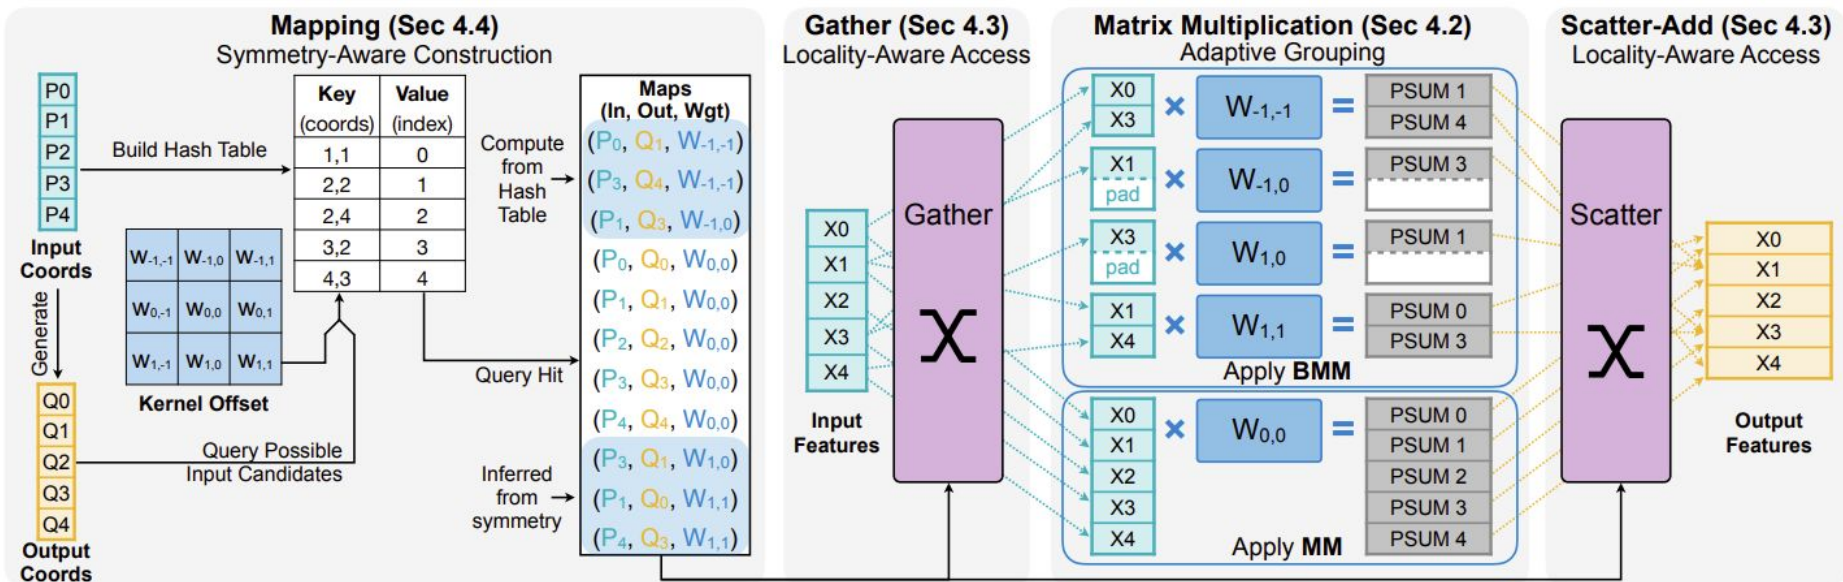 Mapping (Sec 4.4)
Symmetry-Aware Construction
P0
P1
P2
P3
P4
Input
Coords
Generate
Q0
Q1
Q2
Q3
Q4
Output
Coords
Build Hash Table
W-1,-1 W-1,0 W-1,1
W0,-1 W0,0 W0,1
W1,-1 W1,0 W1,1
Kernel Offset
Query Possible
Input Candidates
Key Value
(coords) (index)
1,1 0
2,2 1
2,4 2
3,2 3
4,3 4
Query Hit
Compute
from
Hash
Table
Inferred
from
symmetry
Maps
(In, Out, Wgt)
(P0, Q1, W-1,-1)
(P3, Q4, W-1,-1)
(P1, Q3, W-1,0)
(P0, Q0, W0,0)
(P1, Q1, W0,0)
(P2, Q2, W0,0)
(P3, Q3, W0,0)
(P4, Q4, W0,0)
(P3, Q1, W1,0)
(P1, Q0, W1,1)
(P4, Q3, W1,1)
Gather (Sec 4.3)
Locality-Aware Access
X0
X1
X2
X3
X4
Input
Features
Gather
Matrix Multiplication (Sec 4.2)
Adaptive Grouping
X0
X3
× W-1,-1 =
PSUM 1
PSUM 4
X1
pad
× W-1,0 =
PSUM 3
X3
pad
× W1,0 =
PSUM 1
X1
X4
× W1,1 =
PSUM 0
PSUM 3
Apply BMM
X0
X1
X2
X3
X4
× W0,0 =
PSUM 0
PSUM 1
PSUM 2
PSUM 3
PSUM 4
Apply MM
Scatter-Add (Sec 4.3)
Locality-Aware Access
Scatter
X0
X1
X2
X3
X4
Output
Features